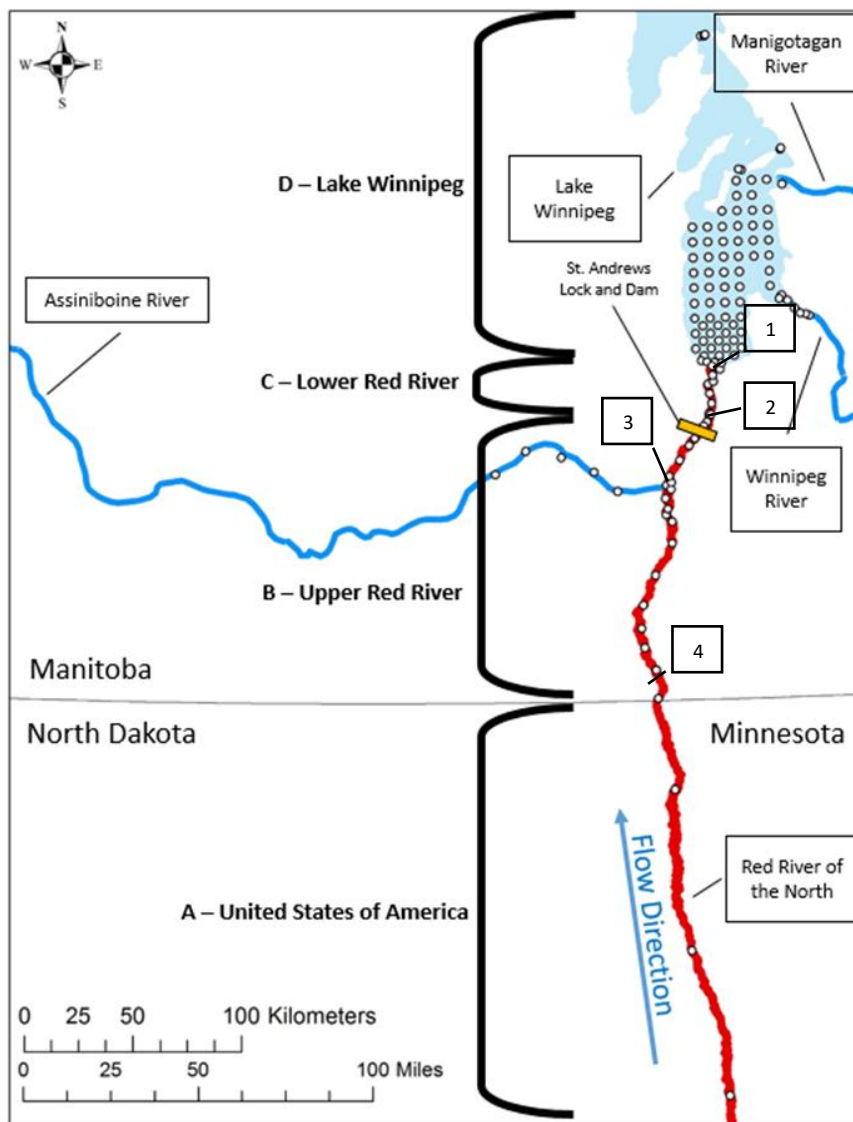 N
W
E
S
Manigotagan
River
D – Lake Winnipeg
Lake
Winnipeg
St. Andrews
Lock and Dam
Assiniboine River
1
C – Lower Red River
2
3
Winnipeg
River
B – Upper Red River
4
Manitoba
North Dakota
Minnesota
Flow Direction
Red River of
the North
A – United States of America
0 25 50 100 Kilometers
0 25 50 100 Miles